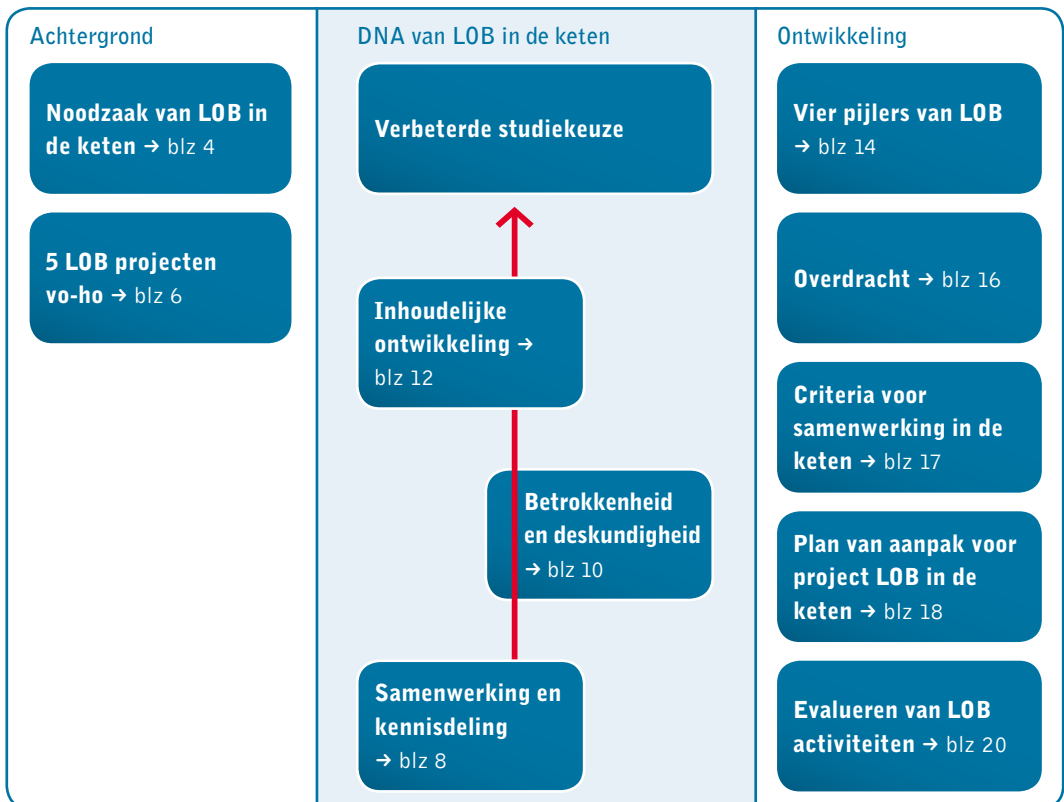 Achtergrond
Noodzaak van LOB in
de keten → blz 4
5 LOB projecten
vo-ho → blz 6
DNA van LOB in de keten
Verbeterde studiekeuze
Inhoudelijke
ontwikkeling →
blz 12
Betrokkenheid
en deskundigheid
→ blz 10
Samenwerking en
kennisdeling
→ blz 8
Ontwikkeling
Vier pijlers van LOB
→ blz 14
Overdracht → blz 16
Criteria voor
samenwerking in de
keten → blz 17
Plan van aanpak voor
project LOB in de
keten → blz 18
Evalueren van LOB
activiteiten → blz 20